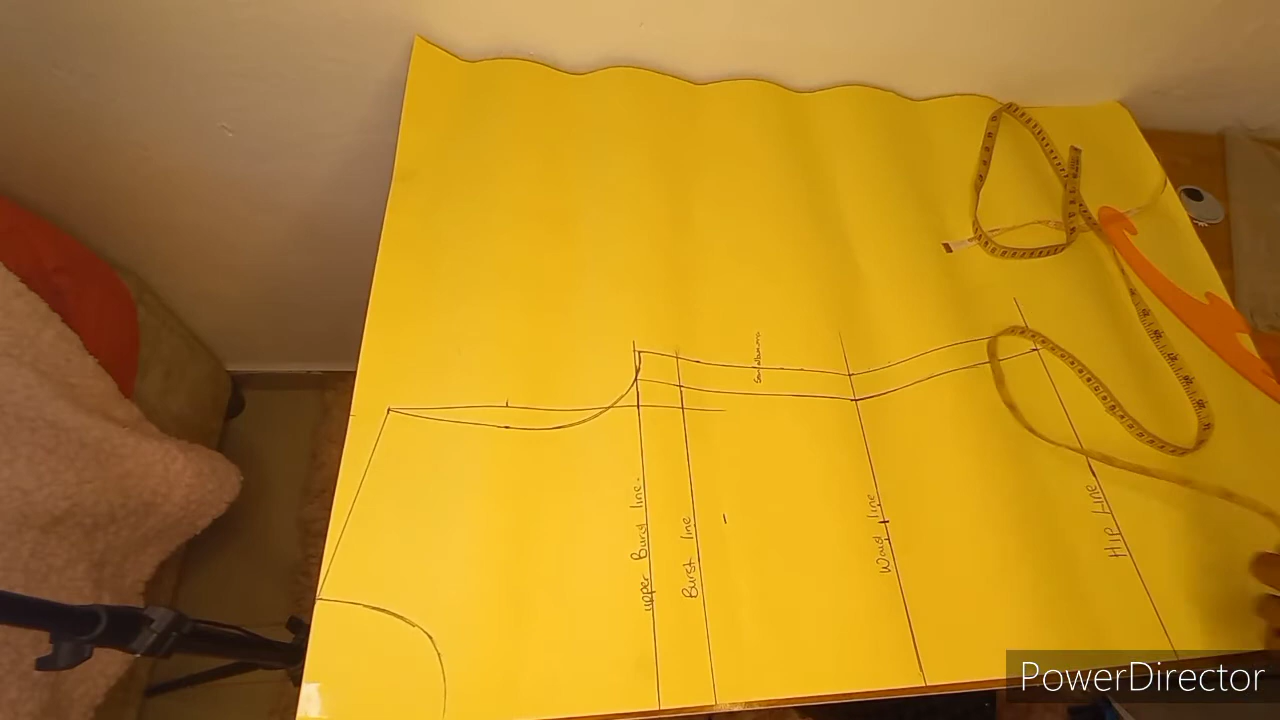 upper Burst line.
Burst line
Waist line
Hip Line
PowerDirector